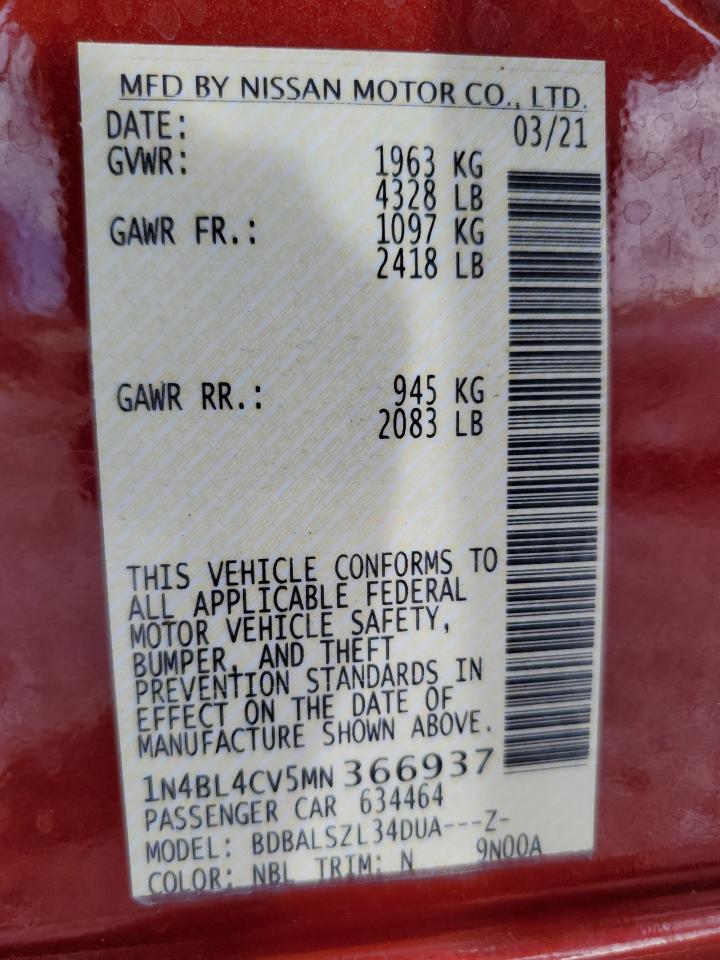 MFD BY NISSAN MOTOR CO., LTD.
DATE: 03/21
GVWR: 1963 KG
4328 LB
GAWR FR.: 1097 KG
2418 LB
GAWR RR.: 945 KG
2083 LB
THIS VEHICLE CONFORMS TO
ALL APPLICABLE FEDERAL
MOTOR VEHICLE SAFETY,
BUMPER, AND THEFT
PREVENTION STANDARDS IN
EFFECT ON THE DATE OF
MANUFACTURE SHOWN ABOVE.
1N4BL4CV5MN 366937
PASSENGER CAR 634464
MODEL: BDBALSZL34DUA---Z-
COLOR: NBL TRIM: N 9N00A